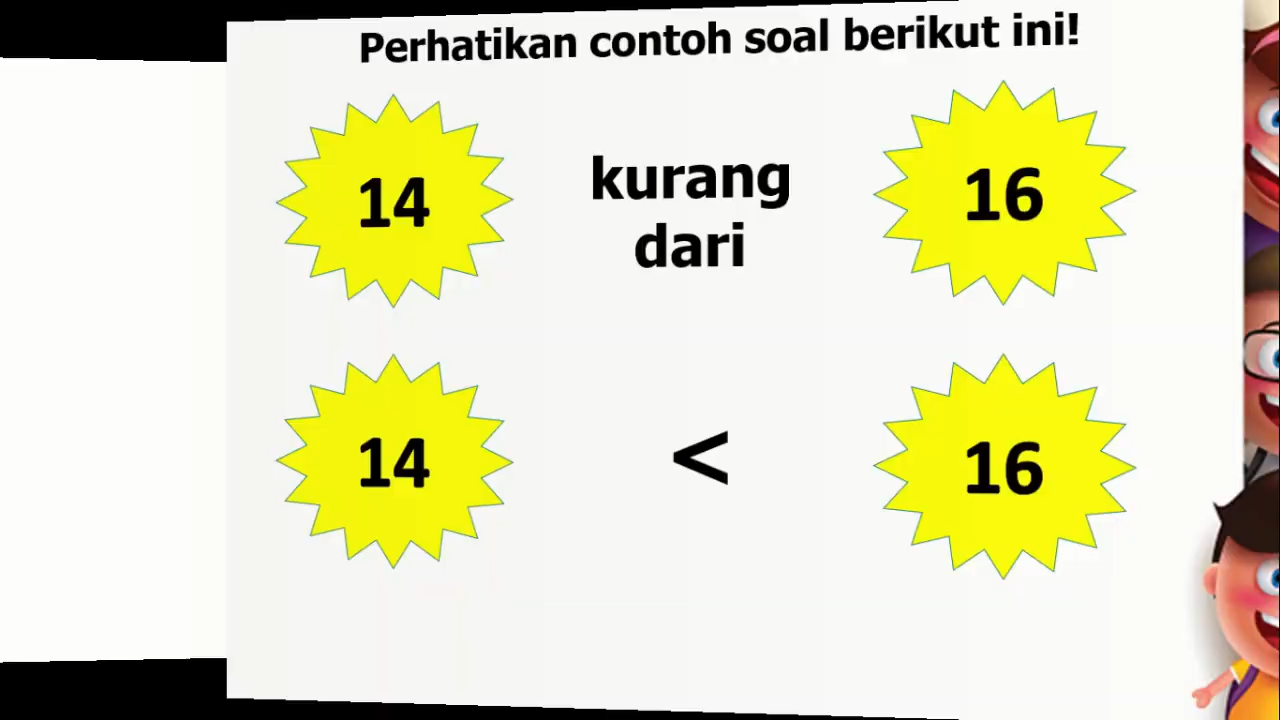 Perhatikan contoh soal berikut ini!
14 kurang 16
dari
14 < 16